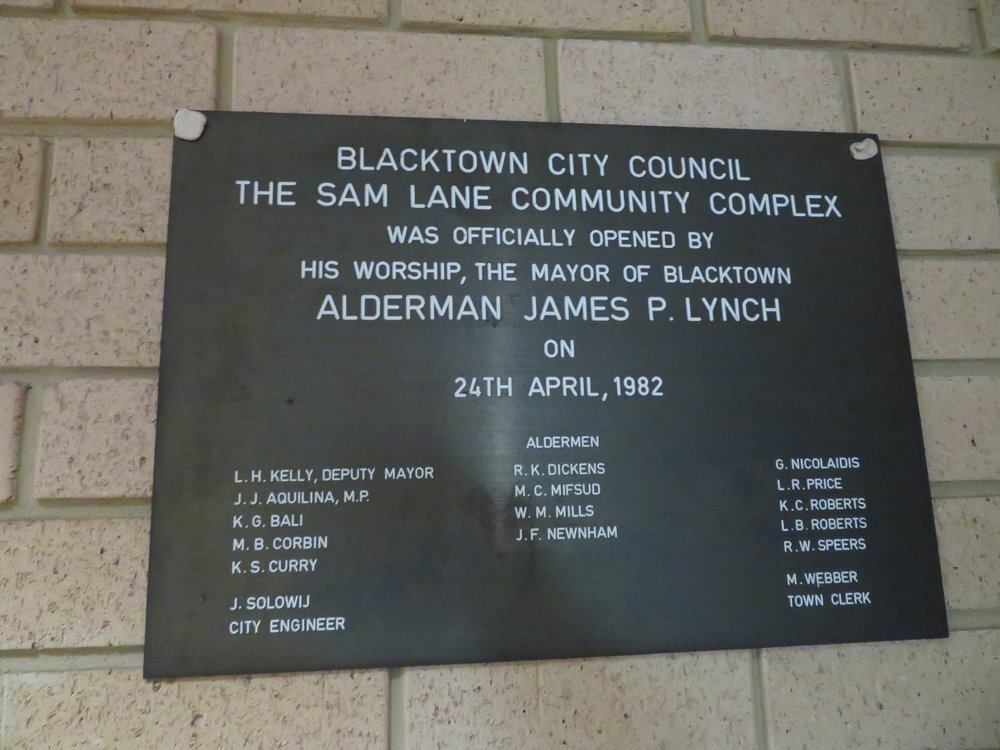 BLACKTOWN CITY COUNCIL
THE SAM LANE COMMUNITY COMPLEX
WAS OFFICIALLY OPENED BY
HIS WORSHIP, THE MAYOR OF BLACKTOWN
ALDERMAN JAMES P. LYNCH
ON
24TH APRIL, 1982
ALDERMEN
L. H. KELLY, DEPUTY MAYOR
J. J. AQUILINA, M.P.
K. G. BALI
M. B. CORBIN
K. S. CURRY
J. SOLOWIJ
CITY ENGINEER
R. K. DICKENS
M. C. MIFSUD
W. M. MILLS
J. F. NEWNHAM
G. NICOLAIDIS
L. R. PRICE
K. C. ROBERTS
L. B. ROBERTS
R. W. SPEERS
M. WEBBER
TOWN CLERK